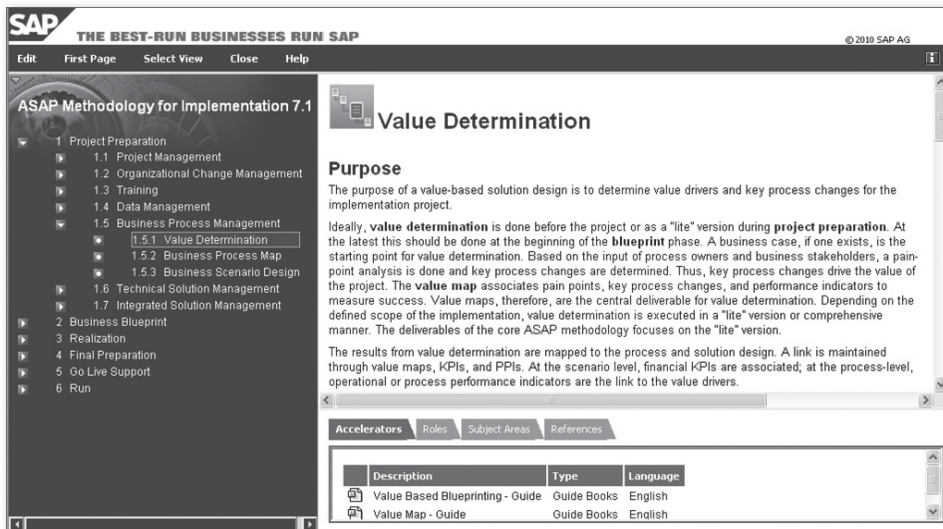 SAP
THE BEST-RUN BUSINESSES RUN SAP
© 2010 SAP AG
Edit First Page Select View Close Help
i
ASAP Methodology for Implementation 7.1
1 Project Preparation
1.1 Project Management
1.2 Organizational Change Management
1.3 Training
1.4 Data Management
1.5 Business Process Management
1.5.1 Value Determination
1.5.2 Business Process Map
1.5.3 Business Scenario Design
1.6 Technical Solution Management
1.7 Integrated Solution Management
2 Business Blueprint
3 Realization
4 Final Preparation
5 Go Live Support
6 Run
Value Determination
Purpose
The purpose of a value-based solution design is to determine value drivers and key process changes for the
implementation project.
Ideally, value determination is done before the project or as a "lite" version during project preparation. At
the latest this should be done at the beginning of the blueprint phase. A business case, if one exists, is the
starting point for value determination. Based on the input of process owners and business stakeholders, a pain-
point analysis is done and key process changes are determined. Thus, key process changes drive the value of
the project. The value map associates pain points, key process changes, and performance indicators to
measure success. Value maps, therefore, are the central deliverable for value determination. Depending on the
defined scope of the implementation, value determination is executed in a "lite" version or comprehensive
manner. The deliverables of the core ASAP methodology focuses on the "lite" version.
The results from value determination are mapped to the process and solution design. A link is maintained
through value maps, KPIs, and PPIs. At the scenario level, financial KPIs are associated; at the process-level,
operational or process performance indicators are the link to the value drivers.
Accelerators Roles Subject Areas References
Description Type Language
Value Based Blueprinting - Guide Guide Books English
Value Map - Guide Guide Books English